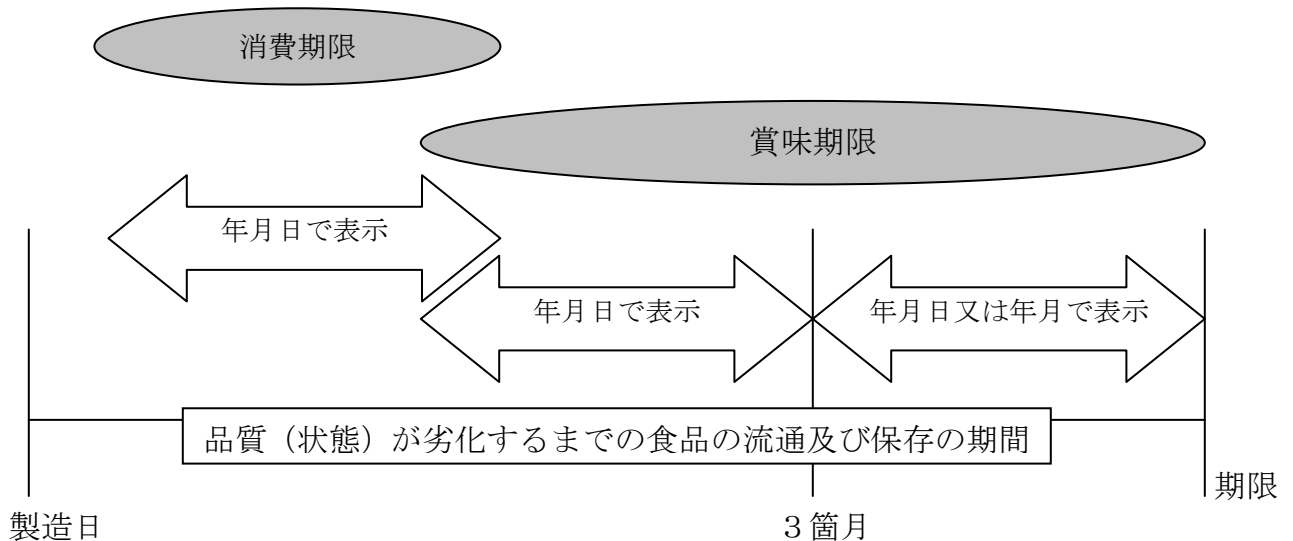 消費期限
賞味期限
年月日で表示
年月日で表示
年月日又は年月で表示
品質（状態）が劣化するまでの食品の流通及び保存の期間
期限
製造日
３箇月